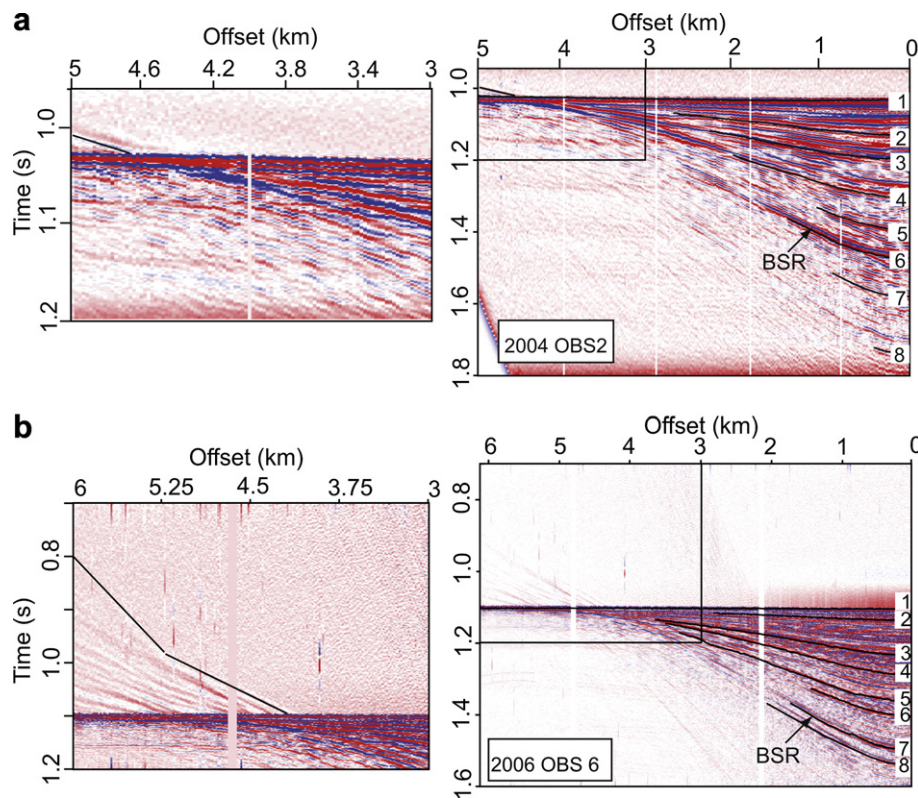 a
Offset (km)
5 4.6 4.2 3.8 3.4 3
Time (s)
1.0
1.1
1.2
Offset (km)
5 4 3 2 1 0
1.0
1.2
1.4
1.6
1.8
1
2
3
4
5
6
7
8
BSR
2004 OBS2
b
Offset (km)
6 5.25 4.5 3.75 3
Time (s)
0.8
1.0
1.2
Offset (km)
6 5 4 3 2 1 0
0.8
1.0
1.2
1.4
1.6
1
2
3
4
5
6
7
8
BSR
2006 OBS 6